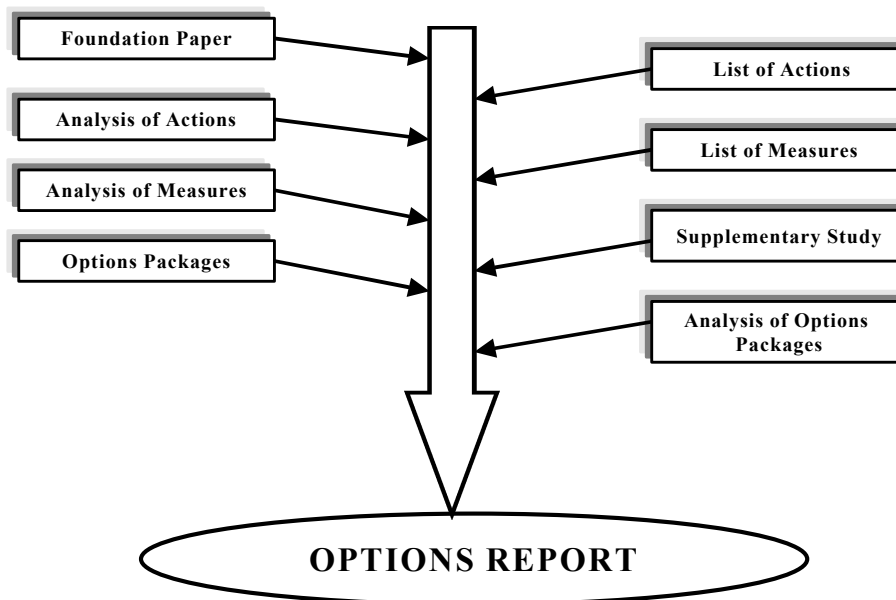 Foundation Paper
List of Actions
Analysis of Actions
List of Measures
Analysis of Measures
Supplementary Study
Options Packages
Analysis of Options
Packages
OPTIONS REPORT